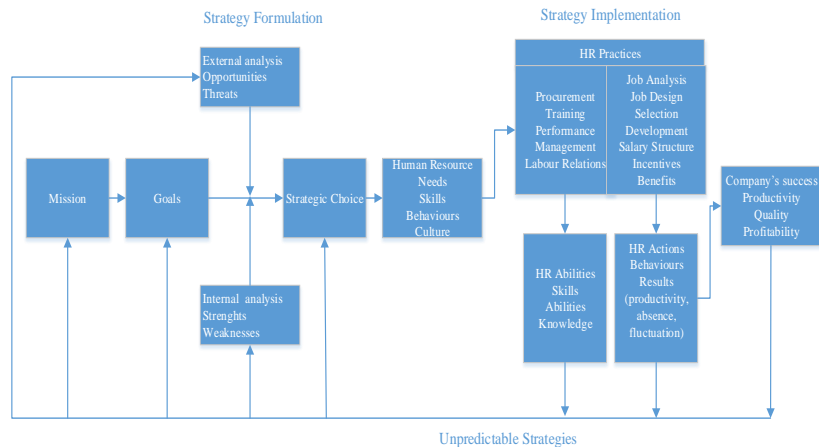 Strategy Formulation
Strategy Implementation
External analysis
Opportunities
Threats
HR Practices
Procurement
Training
Performance
Management
Labour Relations
Job Analysis
Job Design
Selection
Development
Salary Structure
Incentives
Benefits
Mission
Goals
Strategic Choice
Human Resource
Needs
Skills
Behaviours
Culture
Company's success
Productivity
Quality
Profitability
Internal analysis
Strenghts
Weaknesses
HR Abilities
Skills
Abilities
Knowledge
HR Actions
Behaviours
Results
(productivity,
absence,
fluctuation)
Unpredictable Strategies